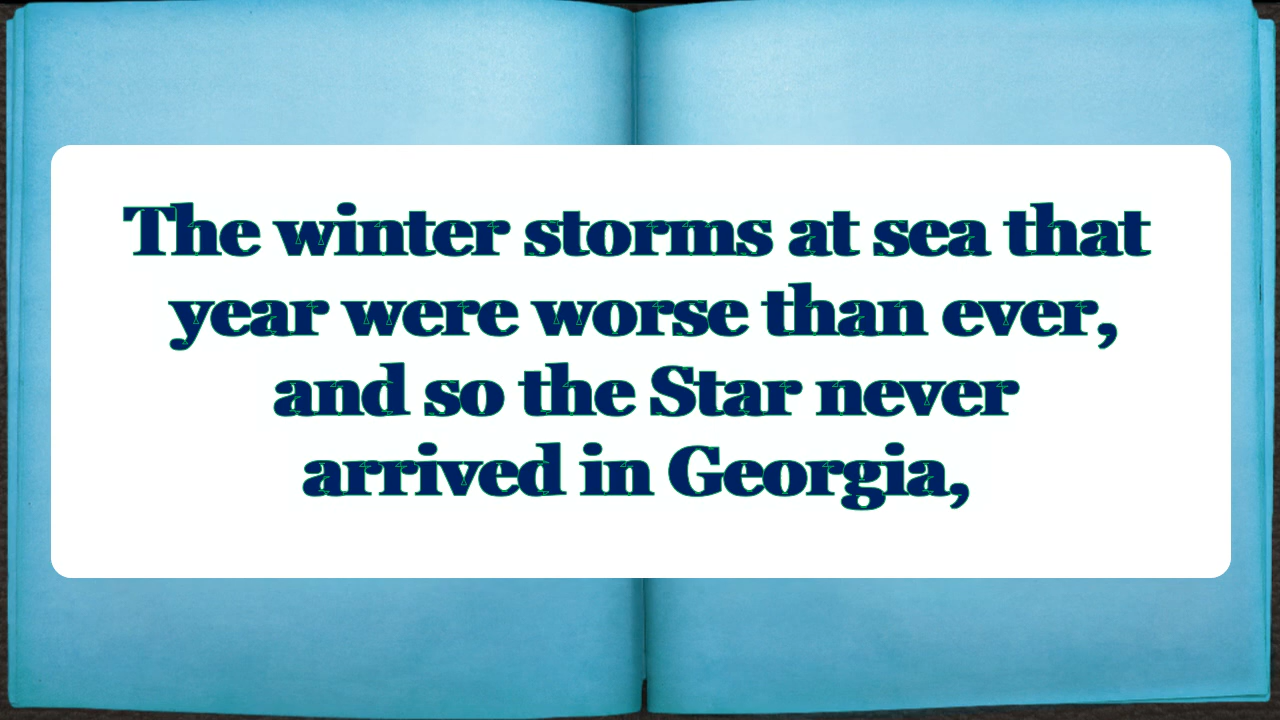 The winter storms at sea that
year were worse than ever,
and so the Star never
arrived in Georgia,